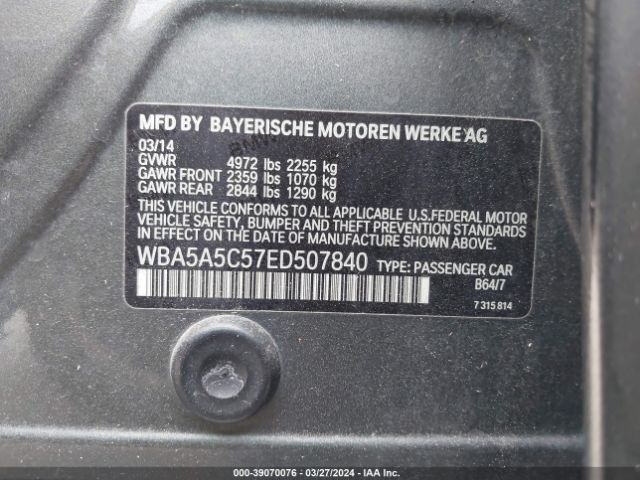 MFD BY BAYERISCHE MOTOREN WERKE AG
03/14
GVWR 4972 lbs 2255 kg
GAWR FRONT 2359 lbs 1070 kg
GAWR REAR 2844 lbs 1290 kg
THIS VEHICLE CONFORMS TO ALL APPLICABLE U.S.FEDERAL MOTOR
VEHICLE SAFETY, BUMPER, AND THEFT PREVENTION STANDARDS
IN EFFECT ON THE DATE OF MANUFACTURE SHOWN ABOVE.
WBA5A5C57ED507840 TYPE: PASSENGER CAR
B64/7
7 315 814
000-39070076 - 03/27/2024 - IAA Inc.